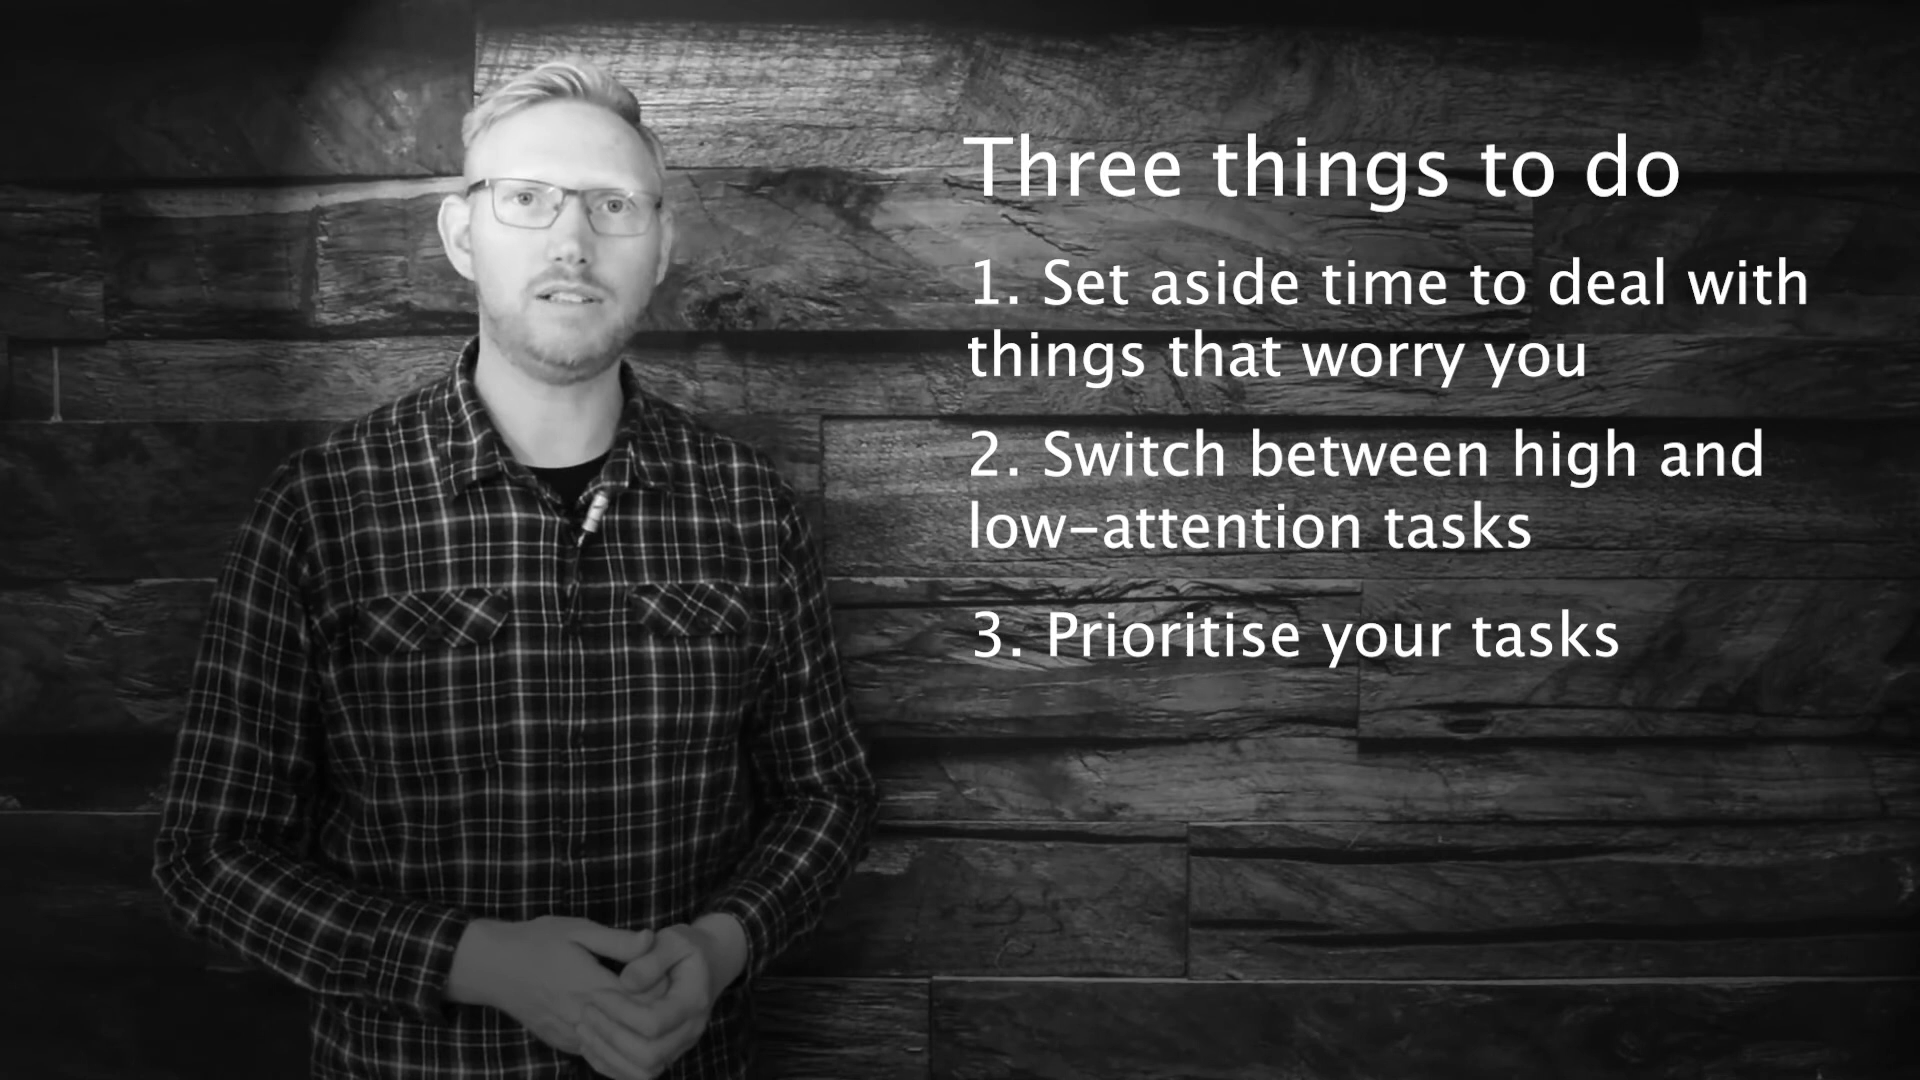 Three things to do
1. Set aside time to deal with
things that worry you
2. Switch between high and
low-attention tasks
3. Prioritise your tasks